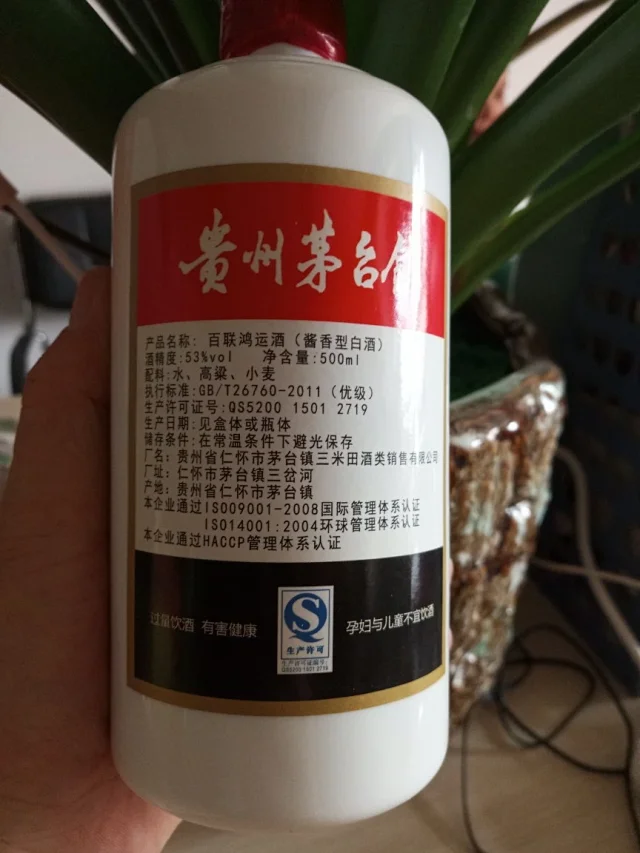 贵州茅台
产品名称: 百联鸿运酒（酱香型白酒）
酒精度:53%vol 净含量:500ml
配料:水、高粱、小麦
执行标准:GB/T26760-2011（优级）
生产许可证号:QS5200 1501 2719
生产日期:见盒体或瓶体
储存条件:在常温条件下避光保存
厂名: 贵州省仁怀市茅台镇三米田酒类销售有限公司
厂址: 仁怀市茅台镇三岔河
产地: 贵州省仁怀市茅台镇
本企业通过ISO09001-2008国际管理体系认证
ISO14001:2004环球管理体系认证
本企业通过HACCP管理体系认证
过量饮酒 有害健康
孕妇与儿童不宜饮酒
QS
生产许可
生产许可证编号:
QS5200 1501 2719